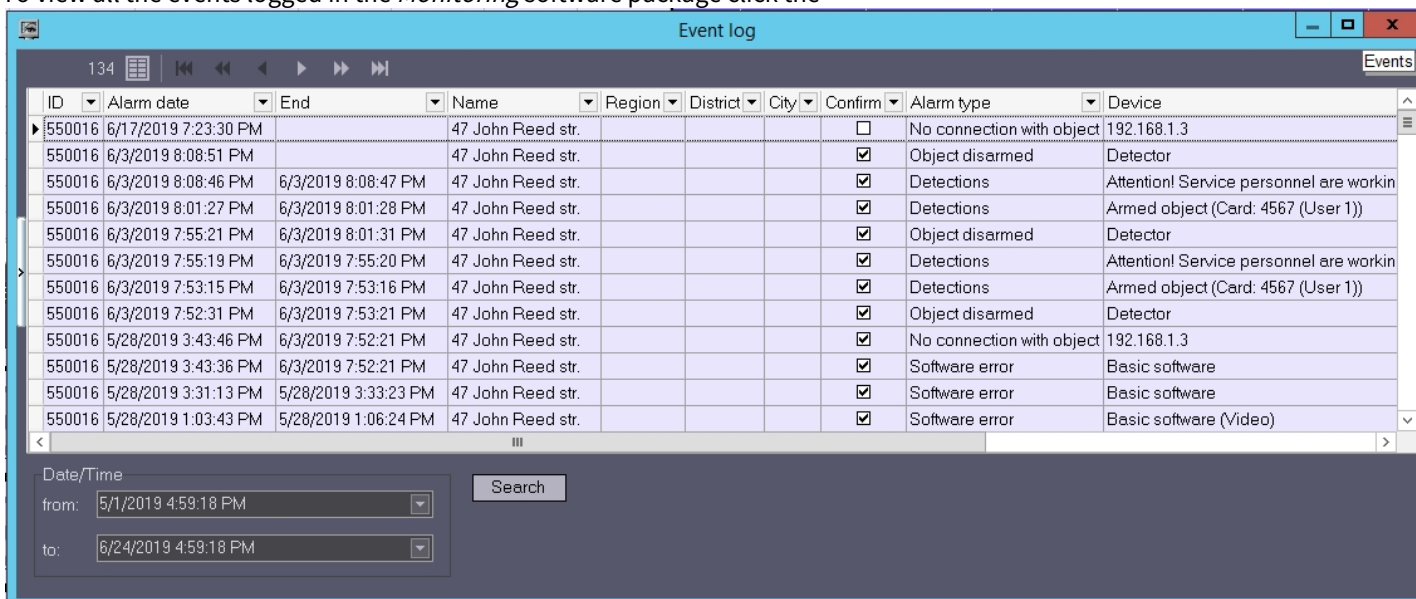 To view all the events logged in the Monitoring software package click the
Event log
134
Events
ID Alarm date End Name Region District City Confirm Alarm type Device
550016 6/17/2019 7:23:30 PM 47 John Reed str. No connection with object 192.168.1.3
550016 6/3/2019 8:08:51 PM 47 John Reed str. Object disarmed Detector
550016 6/3/2019 8:08:46 PM 6/3/2019 8:08:47 PM 47 John Reed str. Detections Attention! Service personnel are workin
550016 6/3/2019 8:01:27 PM 6/3/2019 8:01:28 PM 47 John Reed str. Detections Armed object (Card: 4567 (User 1))
550016 6/3/2019 7:55:21 PM 6/3/2019 8:01:31 PM 47 John Reed str. Object disarmed Detector
550016 6/3/2019 7:55:19 PM 6/3/2019 7:55:20 PM 47 John Reed str. Detections Attention! Service personnel are workin
550016 6/3/2019 7:53:15 PM 6/3/2019 7:53:16 PM 47 John Reed str. Detections Armed object (Card: 4567 (User 1))
550016 6/3/2019 7:52:31 PM 6/3/2019 7:53:21 PM 47 John Reed str. Object disarmed Detector
550016 5/28/2019 3:43:46 PM 6/3/2019 7:52:21 PM 47 John Reed str. No connection with object 192.168.1.3
550016 5/28/2019 3:43:36 PM 6/3/2019 7:52:21 PM 47 John Reed str. Software error Basic software
550016 5/28/2019 3:31:13 PM 5/28/2019 3:33:23 PM 47 John Reed str. Software error Basic software
550016 5/28/2019 1:03:43 PM 5/28/2019 1:06:24 PM 47 John Reed str. Software error Basic software (Video)
Date/Time
Search
from: 5/1/2019 4:59:18 PM
to: 6/24/2019 4:59:18 PM